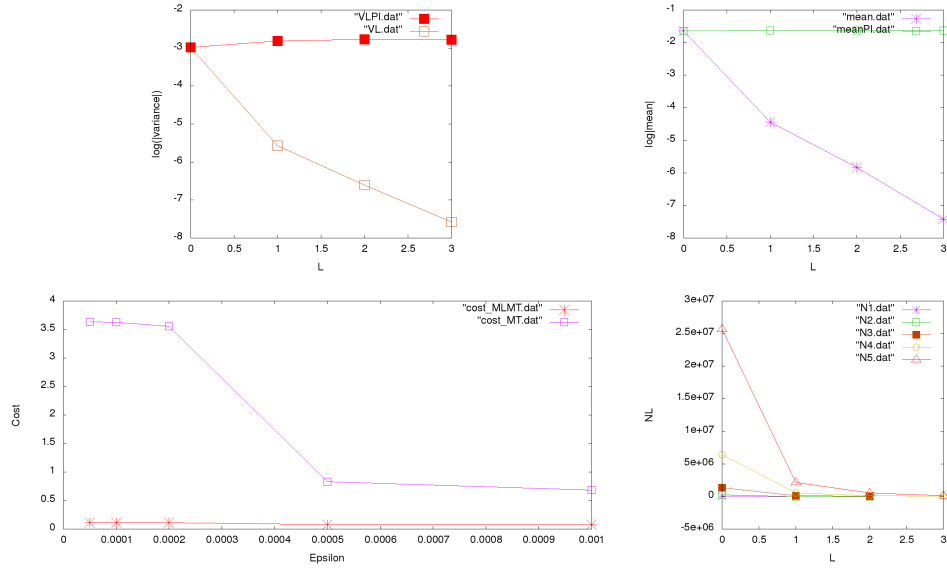 -2
-3
-4
-5
-6
-7
-8
0
0.5
1
1.5
2
2.5
3
log(|variance|)
L
"VLPI.dat"
"VL.dat"
-1
-2
-3
-4
-5
-6
-7
-8
0
0.5
1
1.5
2
2.5
3
log|mean|
L
"mean.dat"
"meanPI.dat"
4
3.5
3
2.5
2
1.5
1
0.5
0
0
0.0001
0.0002
0.0003
0.0004
0.0005
0.0006
0.0007
0.0008
0.0009
0.001
Cost
Epsilon
"cost_MLMT.dat"
"cost_MT.dat"
3e+07
2.5e+07
2e+07
1.5e+07
1e+07
5e+06
0
-5e+06
0
0.5
1
1.5
2
2.5
3
NL
L
"N1.dat"
"N2.dat"
"N3.dat"
"N4.dat"
"N5.dat"